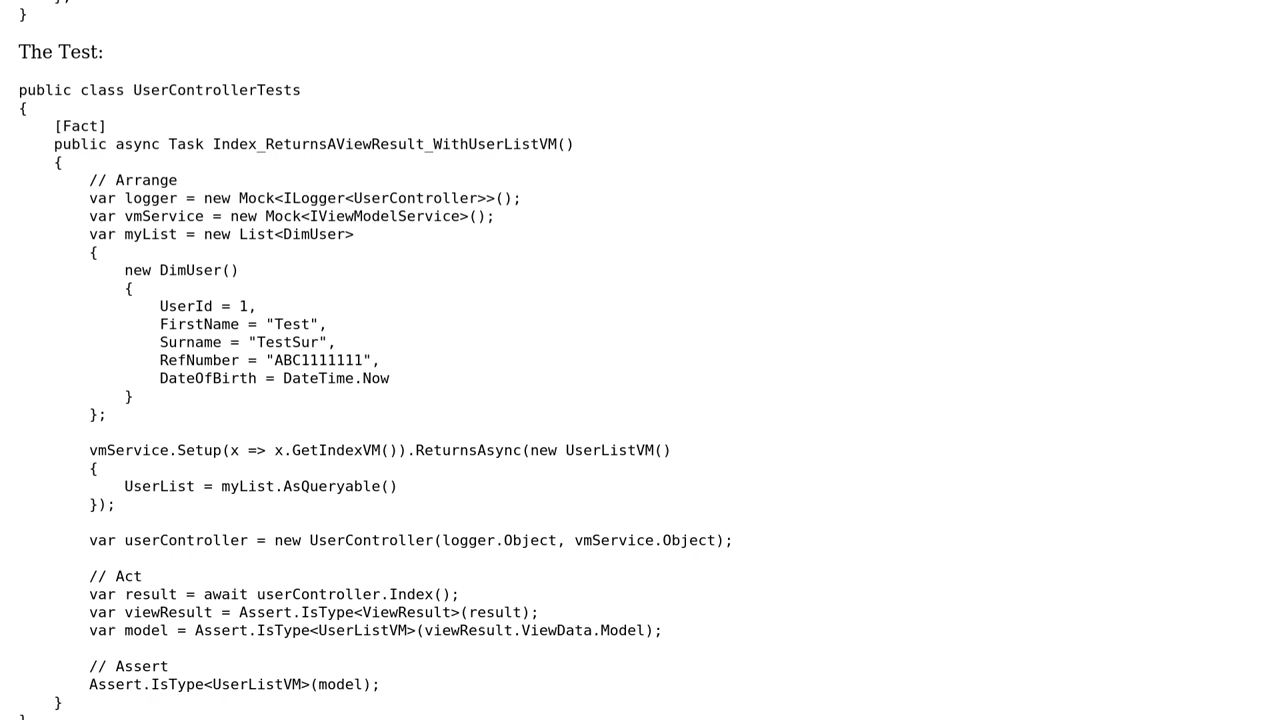 }
The Test:
public class UserControllerTests
{
    [Fact]
    public async Task Index_ReturnsAViewResult_WithUserListVM()
    {
        // Arrange
        var logger = new Mock<ILogger<UserController>>();
        var vmService = new Mock<IViewModelService>();
        var myList = new List<DimUser>
        {
            new DimUser()
            {
                UserId = 1,
                FirstName = "Test",
                Surname = "TestSur",
                RefNumber = "ABC1111111",
                DateOfBirth = DateTime.Now
            }
        };

        vmService.Setup(x => x.GetIndexVM()).ReturnsAsync(new UserListVM()
        {
            UserList = myList.AsQueryable()
        });

        var userController = new UserController(logger.Object, vmService.Object);

        // Act
        var result = await userController.Index();
        var viewResult = Assert.IsType<ViewResult>(result);
        var model = Assert.IsType<UserListVM>(viewResult.ViewData.Model);

        // Assert
        Assert.IsType<UserListVM>(model);
    }
}